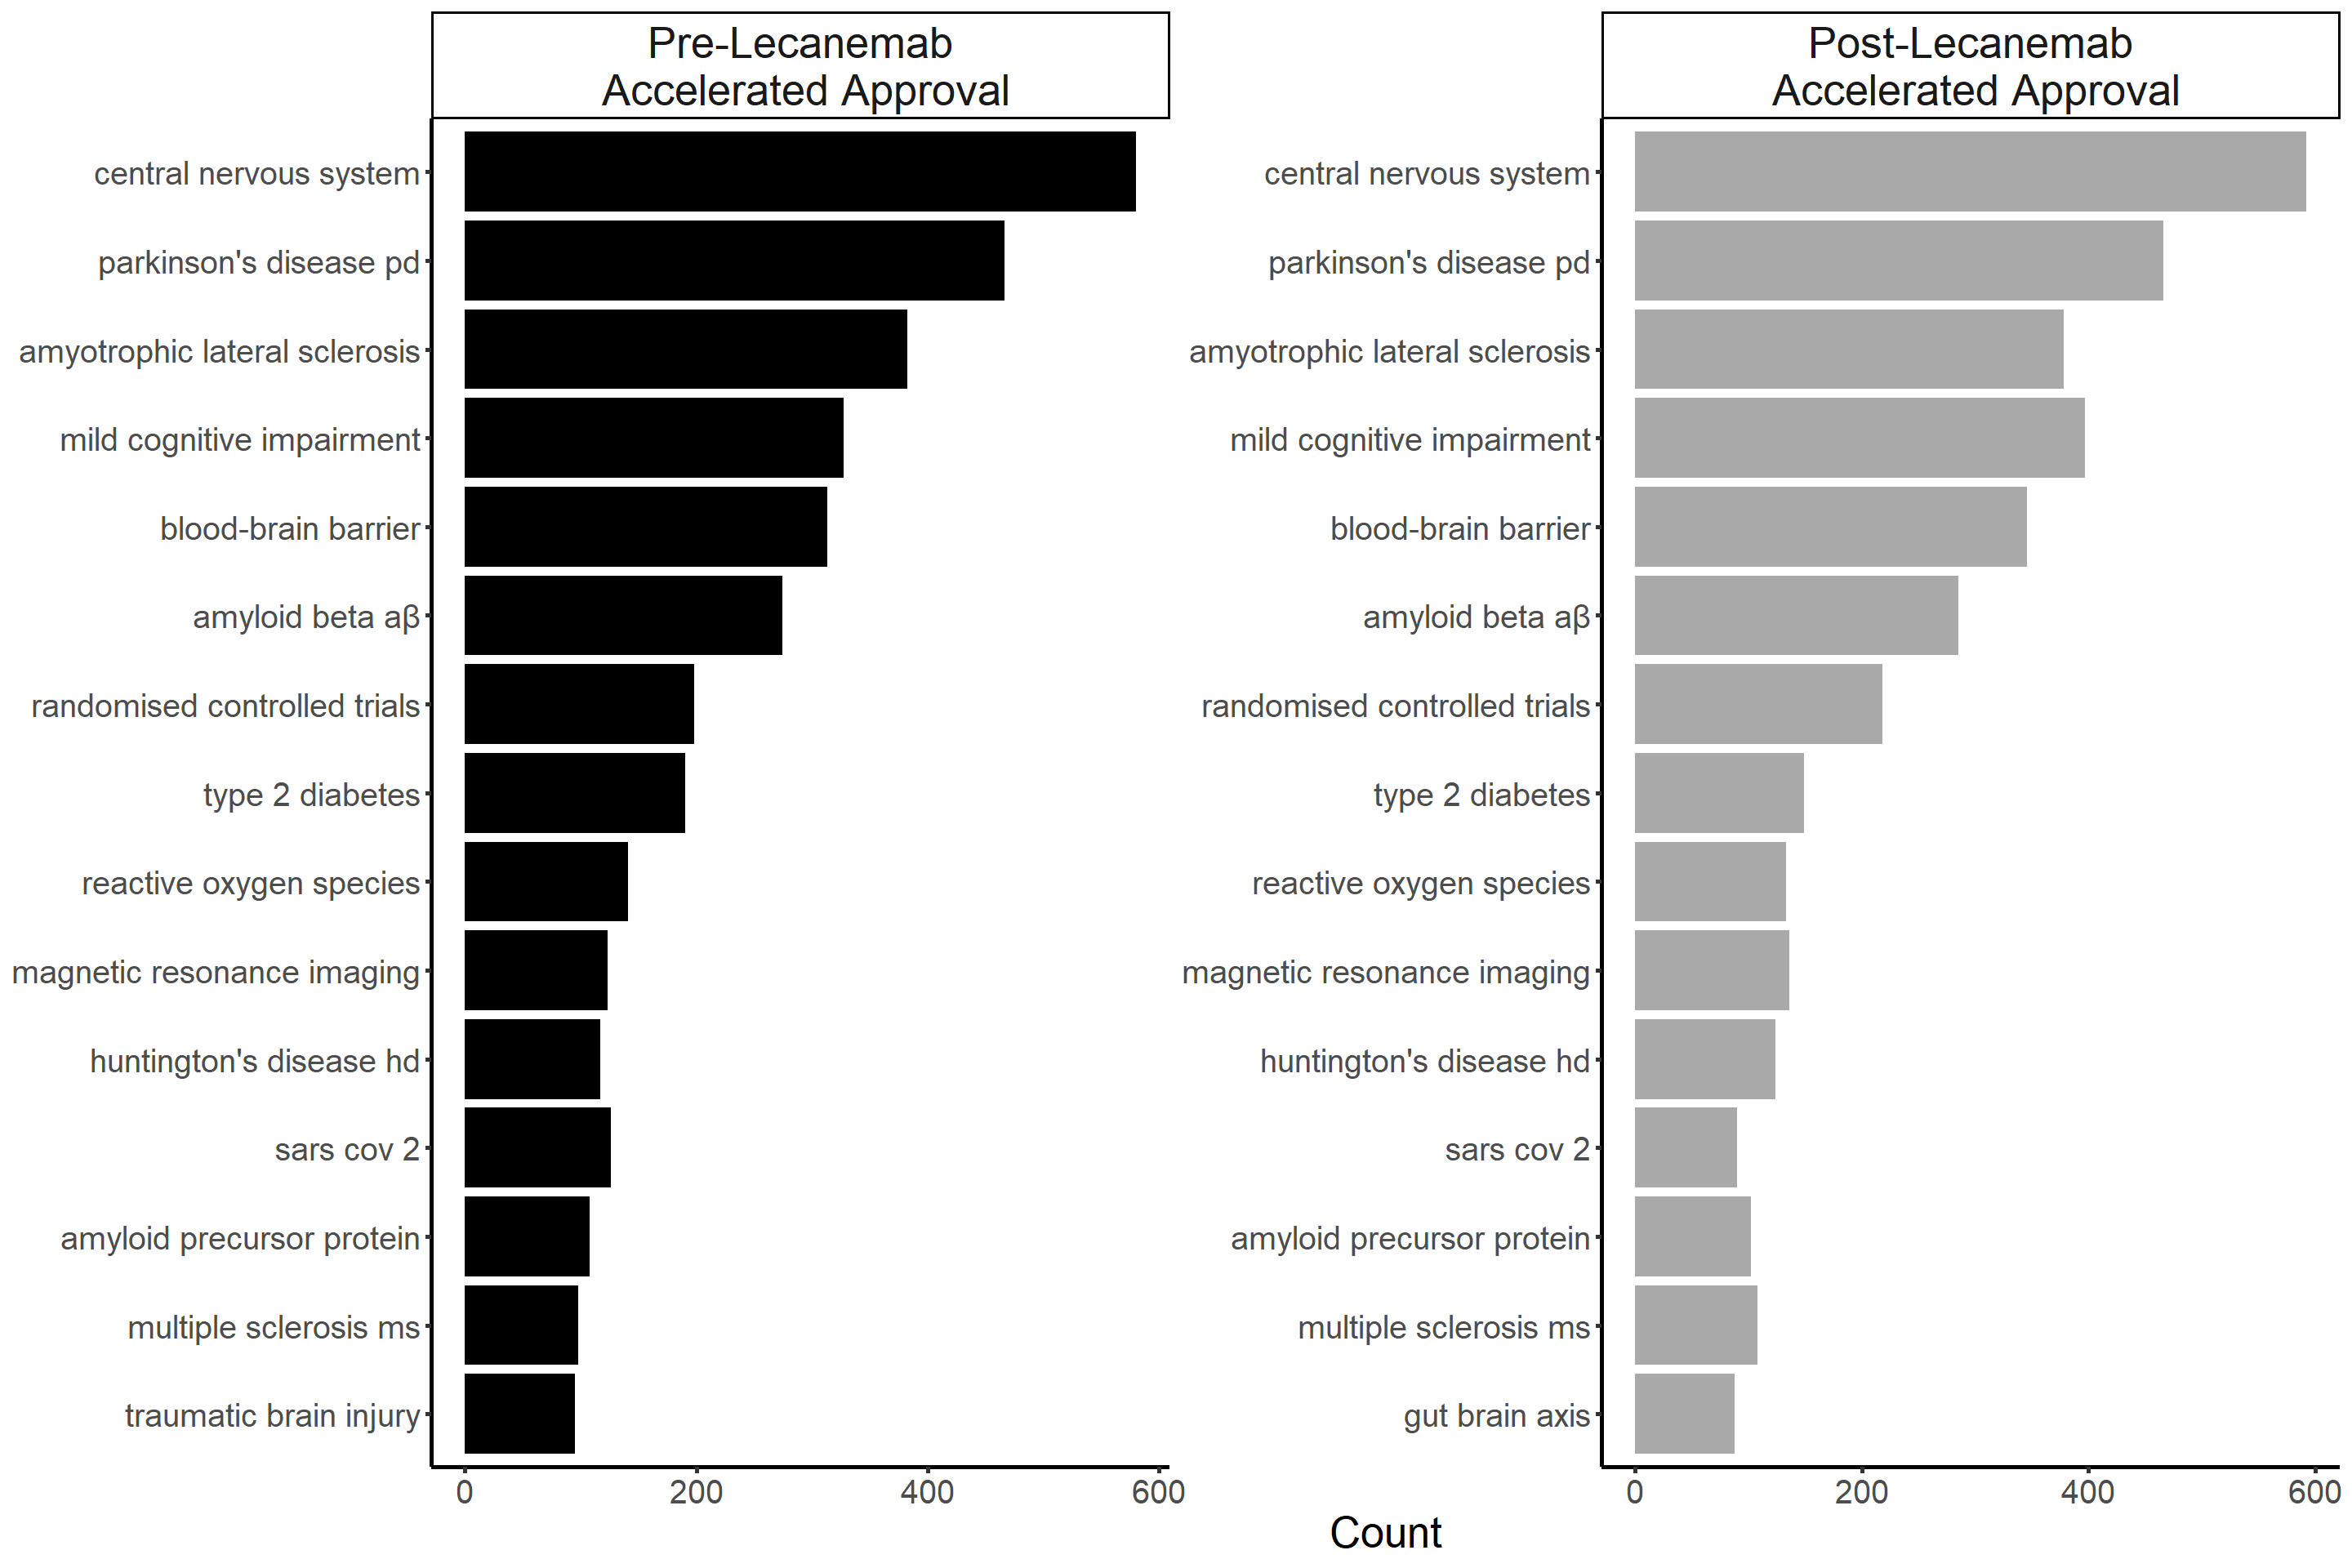 Pre-Lecanemab
Accelerated Approval
central nervous system
parkinson's disease pd
amyotrophic lateral sclerosis
mild cognitive impairment
blood-brain barrier
amyloid beta aβ
randomised controlled trials
type 2 diabetes
reactive oxygen species
magnetic resonance imaging
huntington's disease hd
sars cov 2
amyloid precursor protein
multiple sclerosis ms
traumatic brain injury
0 200 400 600
Post-Lecanemab
Accelerated Approval
central nervous system
parkinson's disease pd
amyotrophic lateral sclerosis
mild cognitive impairment
blood-brain barrier
amyloid beta aβ
randomised controlled trials
type 2 diabetes
reactive oxygen species
magnetic resonance imaging
huntington's disease hd
sars cov 2
amyloid precursor protein
multiple sclerosis ms
gut brain axis
0 200 400 600
Count